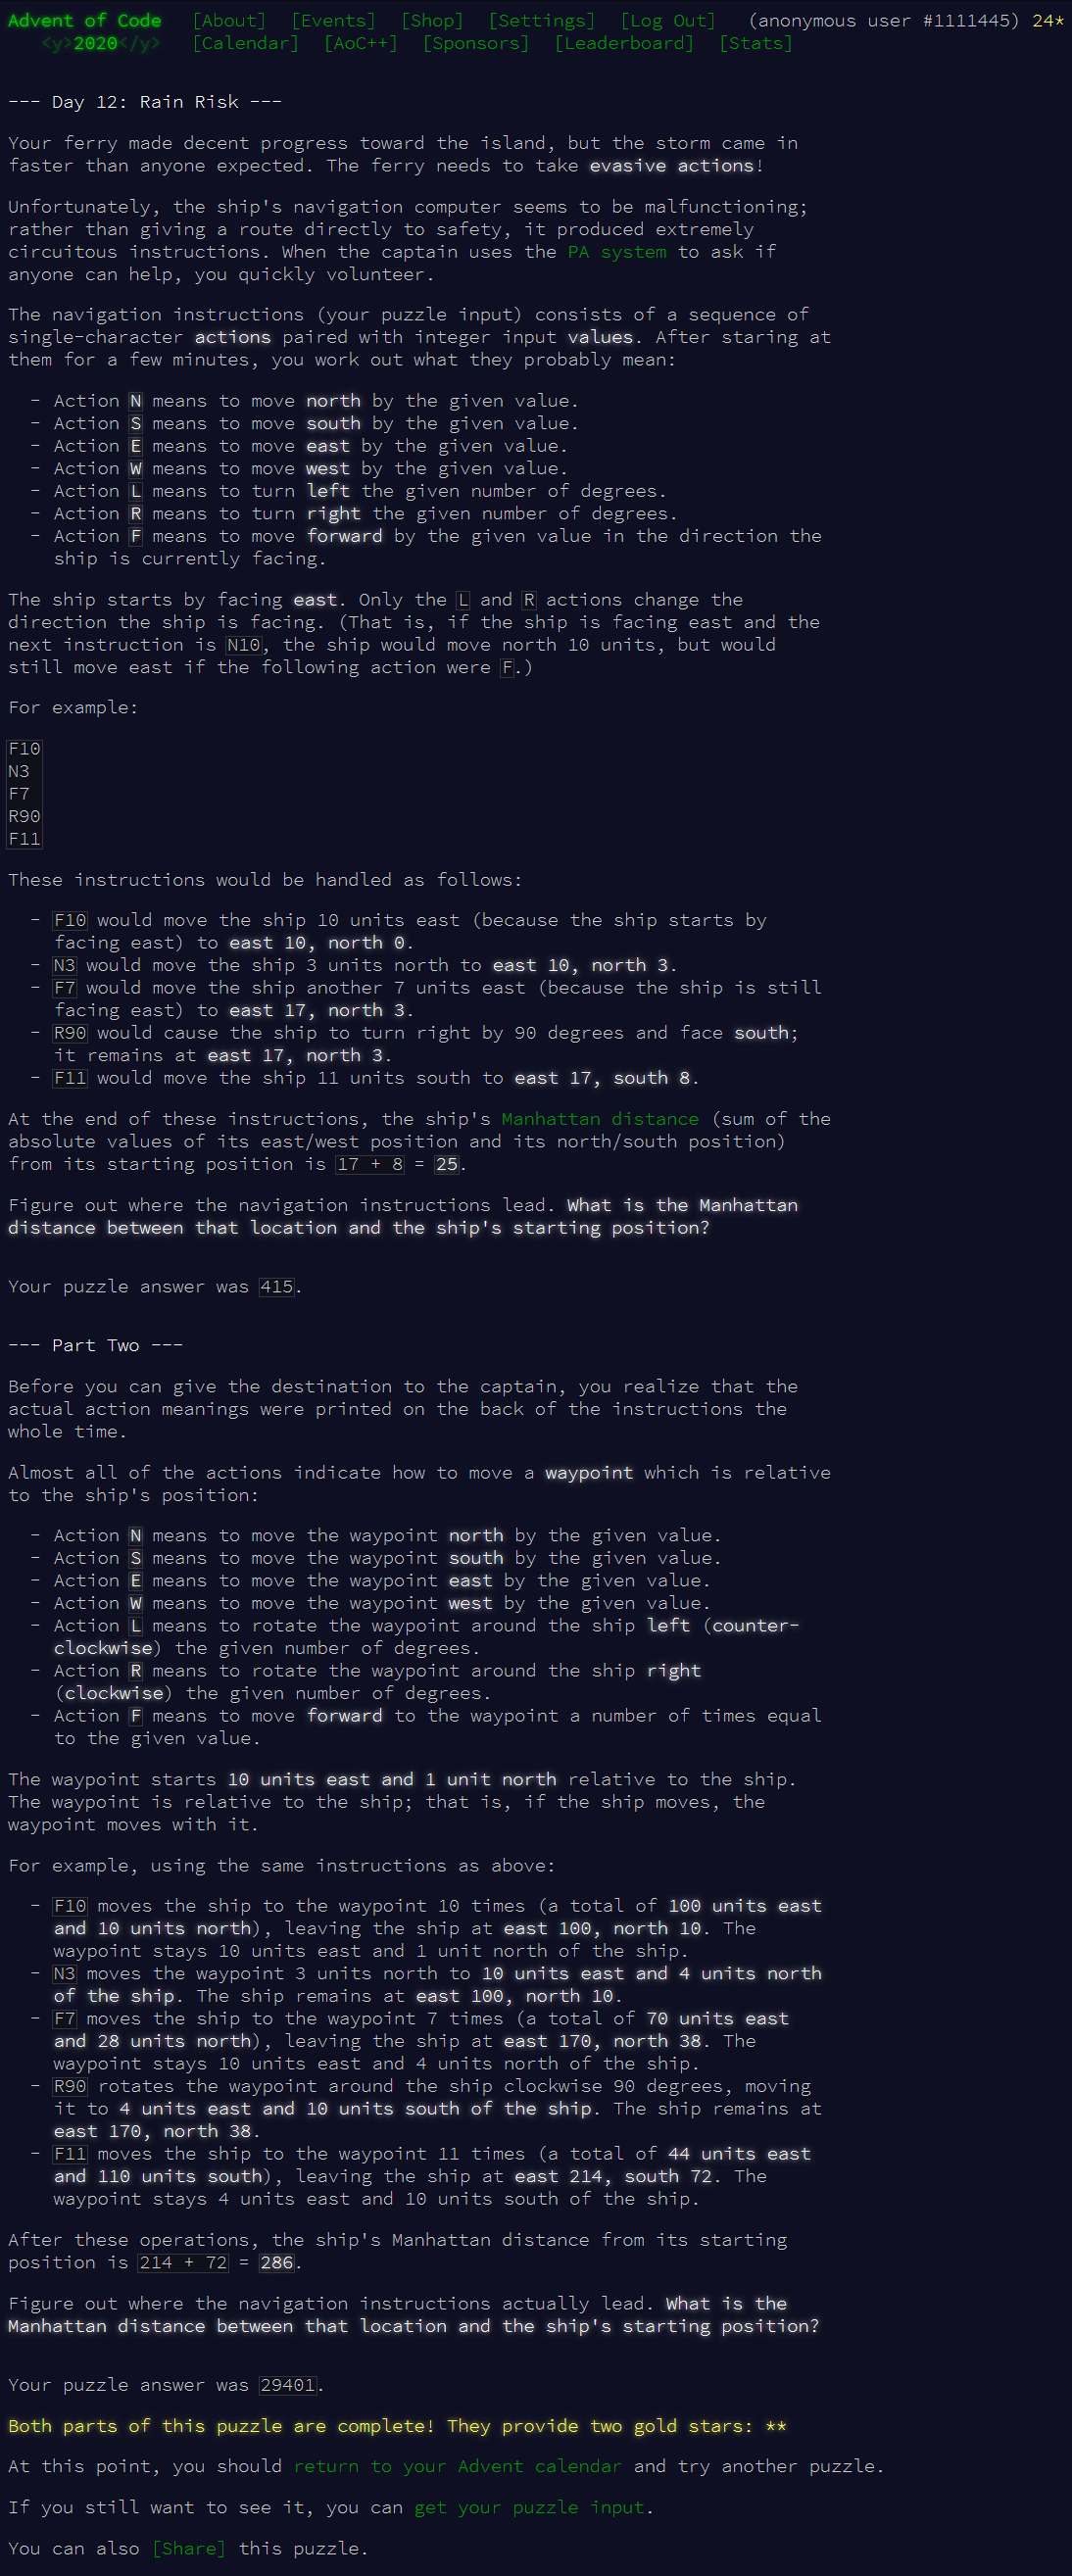 Advent of Code [About] [Events] [Shop] [Settings] [Log Out] (anonymous user #1111445) 24*
<y>2020</y> [Calendar] [AoC++] [Sponsors] [Leaderboard] [Stats]
--- Day 12: Rain Risk ---
Your ferry made decent progress toward the island, but the storm came in
faster than anyone expected. The ferry needs to take evasive actions!
Unfortunately, the ship's navigation computer seems to be malfunctioning;
rather than giving a route directly to safety, it produced extremely
circuitous instructions. When the captain uses the PA system to ask if
anyone can help, you quickly volunteer.
The navigation instructions (your puzzle input) consists of a sequence of
single-character actions paired with integer input values. After staring at
them for a few minutes, you work out what they probably mean:
- Action N means to move north by the given value.
- Action S means to move south by the given value.
- Action E means to move east by the given value.
- Action W means to move west by the given value.
- Action L means to turn left the given number of degrees.
- Action R means to turn right the given number of degrees.
- Action F means to move forward by the given value in the direction the
ship is currently facing.
The ship starts by facing east. Only the L and R actions change the
direction the ship is facing. (That is, if the ship is facing east and the
next instruction is N10, the ship would move north 10 units, but would
still move east if the following action were F.)
For example:
F10
N3
F7
R90
F11
These instructions would be handled as follows:
- F10 would move the ship 10 units east (because the ship starts by
facing east) to east 10, north 0.
- N3 would move the ship 3 units north to east 10, north 3.
- F7 would move the ship another 7 units east (because the ship is still
facing east) to east 17, north 3.
- R90 would cause the ship to turn right by 90 degrees and face south;
it remains at east 17, north 3.
- F11 would move the ship 11 units south to east 17, south 8.
At the end of these instructions, the ship's Manhattan distance (sum of the
absolute values of its east/west position and its north/south position)
from its starting position is 17 + 8 = 25.
Figure out where the navigation instructions lead. What is the Manhattan
distance between that location and the ship's starting position?
Your puzzle answer was 415.
--- Part Two ---
Before you can give the destination to the captain, you realize that the
actual action meanings were printed on the back of the instructions the
whole time.
Almost all of the actions indicate how to move a waypoint which is relative
to the ship's position:
- Action N means to move the waypoint north by the given value.
- Action S means to move the waypoint south by the given value.
- Action E means to move the waypoint east by the given value.
- Action W means to move the waypoint west by the given value.
- Action L means to rotate the waypoint around the ship left (counter-
clockwise) the given number of degrees.
- Action R means to rotate the waypoint around the ship right
(clockwise) the given number of degrees.
- Action F means to move forward to the waypoint a number of times equal
to the given value.
The waypoint starts 10 units east and 1 unit north relative to the ship.
The waypoint is relative to the ship; that is, if the ship moves, the
waypoint moves with it.
For example, using the same instructions as above:
- F10 moves the ship to the waypoint 10 times (a total of 100 units east
and 10 units north), leaving the ship at east 100, north 10. The
waypoint stays 10 units east and 1 unit north of the ship.
- N3 moves the waypoint 3 units north to 10 units east and 4 units north
of the ship. The ship remains at east 100, north 10.
- F7 moves the ship to the waypoint 7 times (a total of 70 units east
and 28 units north), leaving the ship at east 170, north 38. The
waypoint stays 10 units east and 4 units north of the ship.
- R90 rotates the waypoint around the ship clockwise 90 degrees, moving
it to 4 units east and 10 units south of the ship. The ship remains at
east 170, north 38.
- F11 moves the ship to the waypoint 11 times (a total of 44 units east
and 110 units south), leaving the ship at east 214, south 72. The
waypoint stays 4 units east and 10 units south of the ship.
After these operations, the ship's Manhattan distance from its starting
position is 214 + 72 = 286.
Figure out where the navigation instructions actually lead. What is the
Manhattan distance between that location and the ship's starting position?
Your puzzle answer was 29401.
Both parts of this puzzle are complete! They provide two gold stars: **
At this point, you should return to your Advent calendar and try another puzzle.
If you still want to see it, you can get your puzzle input.
You can also [Share] this puzzle.